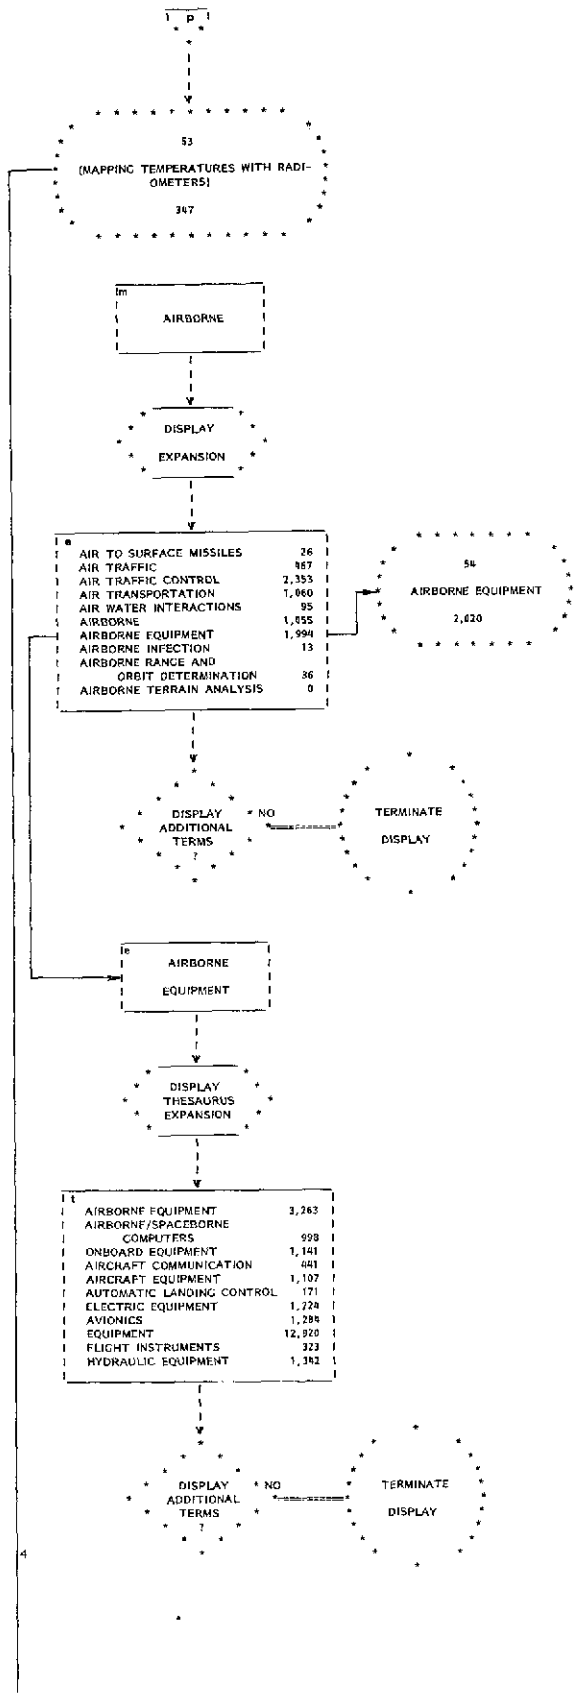 p
53
(MAPPING TEMPERATURES WITH RADI-
OMETERS)
347
m
AIRBORNE
DISPLAY
EXPANSION
e
AIR TO SURFACE MISSILES 26
AIR TRAFFIC 467
AIR TRAFFIC CONTROL 2,353
AIR TRANSPORTATION 1,060
AIR WATER INTERACTIONS 95
AIRBORNE 1,055
AIRBORNE EQUIPMENT 1,994
AIRBORNE INFECTION 13
AIRBORNE RANGE AND
ORBIT DETERMINATION 36
AIRBORNE TERRAIN ANALYSIS 0
54
AIRBORNE EQUIPMENT
2,020
DISPLAY
ADDITIONAL
TERMS
?
NO
TERMINATE
DISPLAY
e
AIRBORNE
EQUIPMENT
DISPLAY
THESAURUS
EXPANSION
t
AIRBORNE EQUIPMENT 3,263
AIRBORNE/SPACEBORNE
COMPUTERS 998
ONBOARD EQUIPMENT 1,141
AIRCRAFT COMMUNICATION 441
AIRCRAFT EQUIPMENT 1,107
AUTOMATIC LANDING CONTROL 171
ELECTRIC EQUIPMENT 1,224
AVIONICS 1,284
EQUIPMENT 12,920
FLIGHT INSTRUMENTS 323
HYDRAULIC EQUIPMENT 1,342
DISPLAY
ADDITIONAL
TERMS
?
NO
TERMINATE
DISPLAY
4